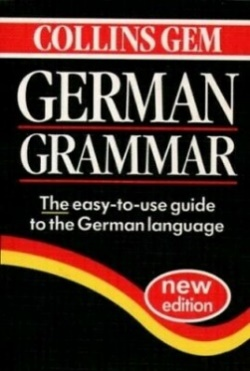 COLLINS GEM
GERMAN
GRAMMAR
The easy-to-use guide
to the German language
new
edition